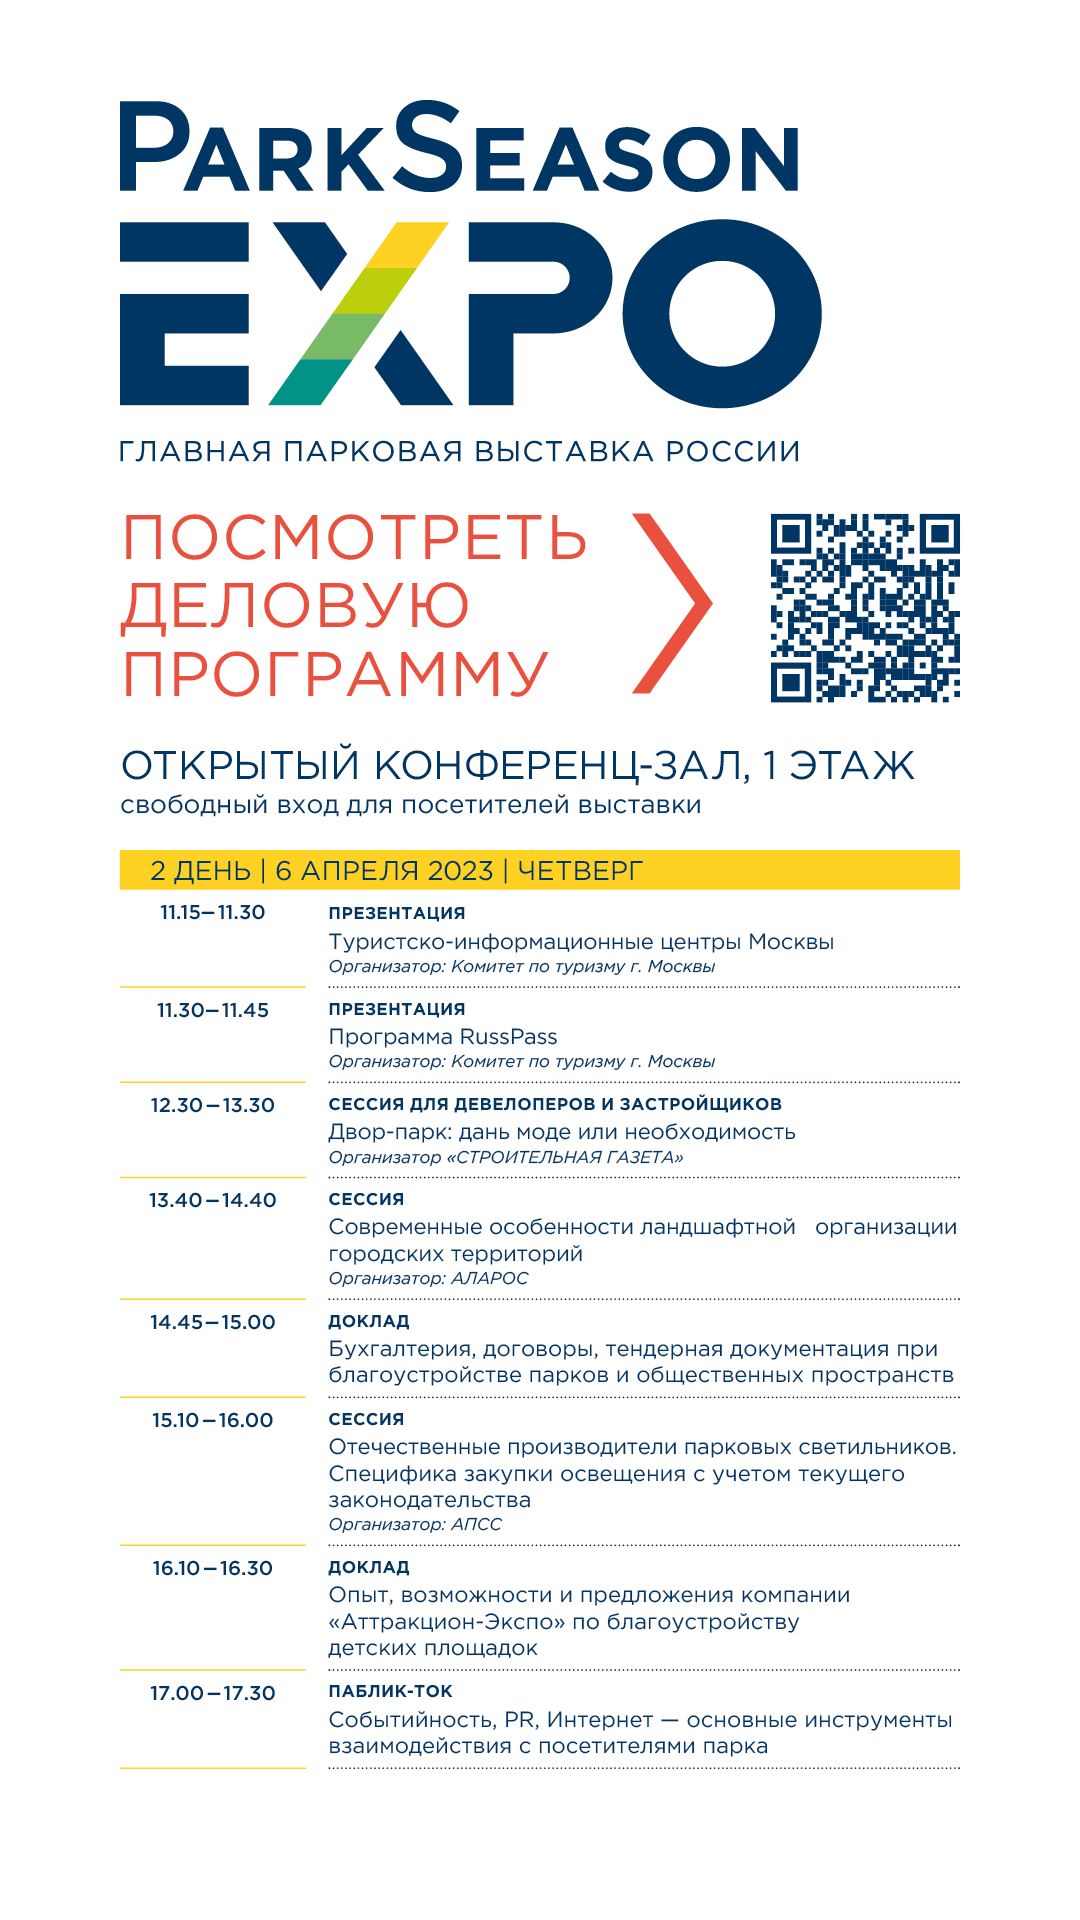 PARKSEASON
EXPO
ГЛАВНАЯ ПАРКОВАЯ ВЫСТАВКА РОССИИ
ПОСМОТРЕТЬ
ДЕЛОВУЮ
ПРОГРАММУ
ОТКРЫТЫЙ КОНФЕРЕНЦ-ЗАЛ, 1 ЭТАЖ
свободный вход для посетителей выставки
2 ДЕНЬ | 6 АПРЕЛЯ 2023 | ЧЕТВЕРГ
11.15–11.30 ПРЕЗЕНТАЦИЯ
Туристско-информационные центры Москвы
Организатор: Комитет по туризму г. Москвы
11.30–11.45 ПРЕЗЕНТАЦИЯ
Программа RussPass
Организатор: Комитет по туризму г. Москвы
12.30–13.30 СЕССИЯ ДЛЯ ДЕВЕЛОПЕРОВ И ЗАСТРОЙЩИКОВ
Двор-парк: дань моде или необходимость
Организатор «СТРОИТЕЛЬНАЯ ГАЗЕТА»
13.40–14.40 СЕССИЯ
Современные особенности ландшафтной организации
городских территорий
Организатор: АЛАРОС
14.45–15.00 ДОКЛАД
Бухгалтерия, договоры, тендерная документация при
благоустройстве парков и общественных пространств
15.10–16.00 СЕССИЯ
Отечественные производители парковых светильников.
Специфика закупки освещения с учетом текущего
законодательства
Организатор: АПСС
16.10–16.30 ДОКЛАД
Опыт, возможности и предложения компании
«Аттракцион-Экспо» по благоустройству
детских площадок
17.00–17.30 ПАБЛИК-ТОК
Событийность, PR, Интернет — основные инструменты
взаимодействия с посетителями парка